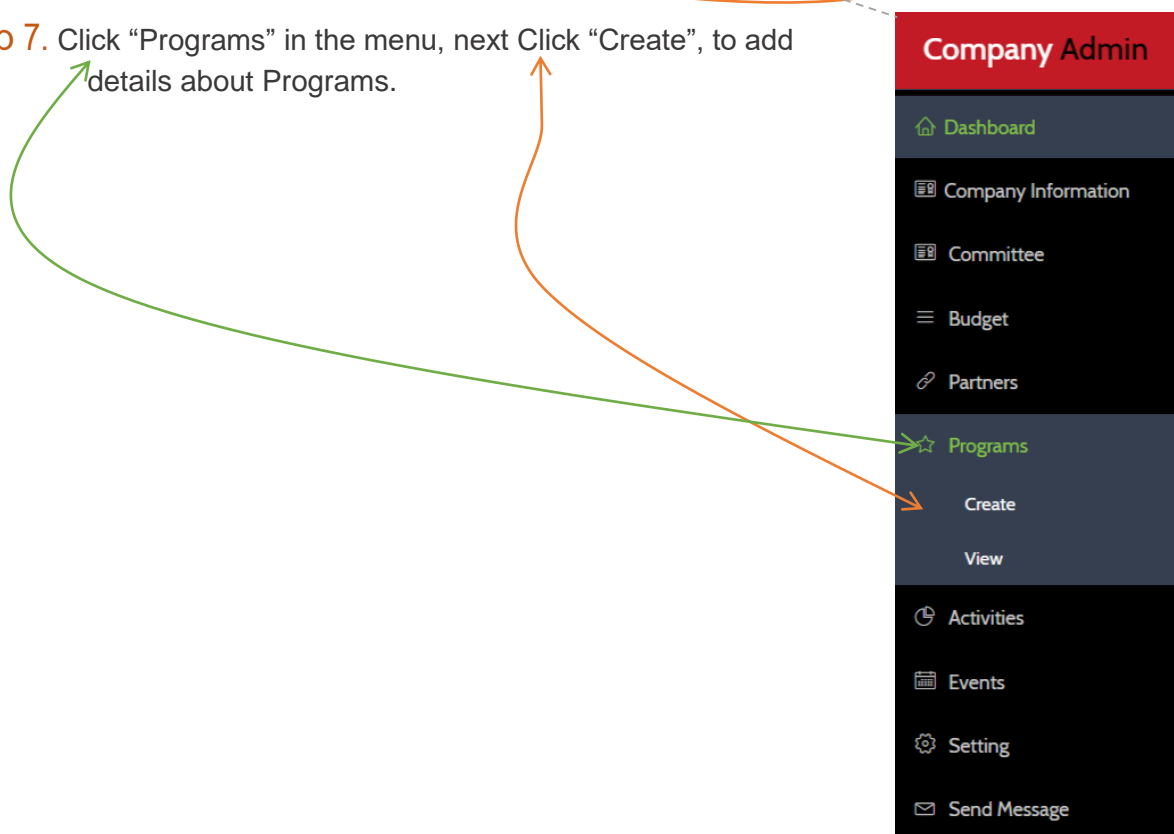 7. Click “Programs” in the menu, next Click “Create”, to add
details about Programs.
Company Admin
Dashboard
Company Information
Committee
Budget
Partners
Programs
Create
View
Activities
Events
Setting
Send Message